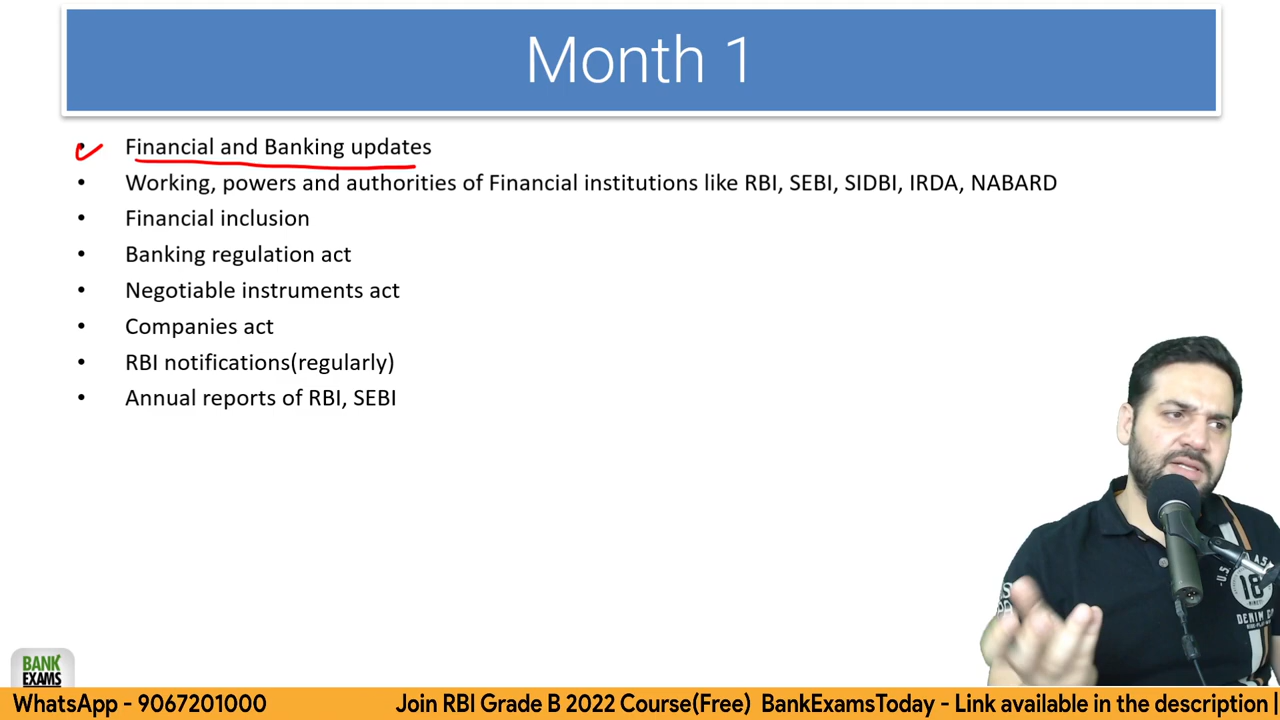 Month 1
• Financial and Banking updates
• Working, powers and authorities of Financial institutions like RBI, SEBI, SIDBI, IRDA, NABARD
• Financial inclusion
• Banking regulation act
• Negotiable instruments act
• Companies act
• RBI notifications(regularly)
• Annual reports of RBI, SEBI
18
DENIM
BANK
EXAMS
WhatsApp - 9067201000 Join RBI Grade B 2022 Course(Free) BankExamsToday - Link available in the description |